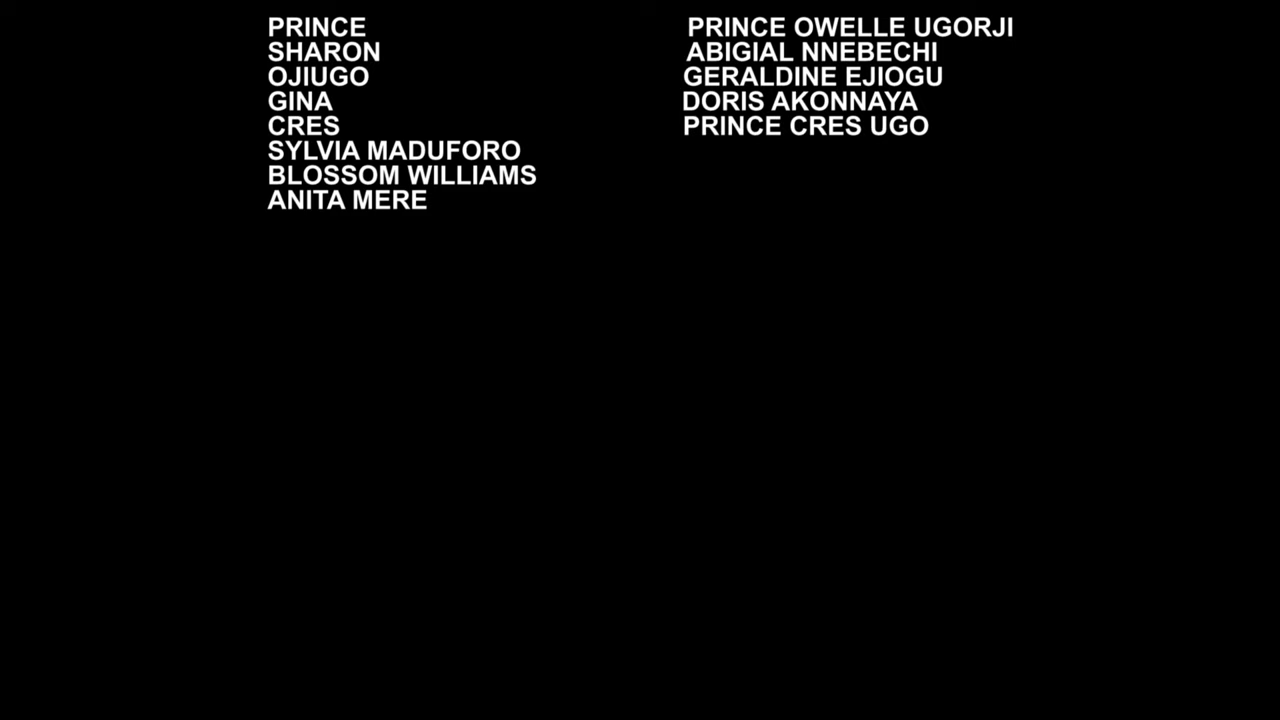 PRINCE PRINCE OWELLE UGORJI
SHARON ABIGIAL NNEBECHI
OJIUGO GERALDINE EJIOGU
GINA DORIS AKONNAYA
CRES PRINCE CRES UGO
SYLVIA MADUFORO
BLOSSOM WILLIAMS
ANITA MERE